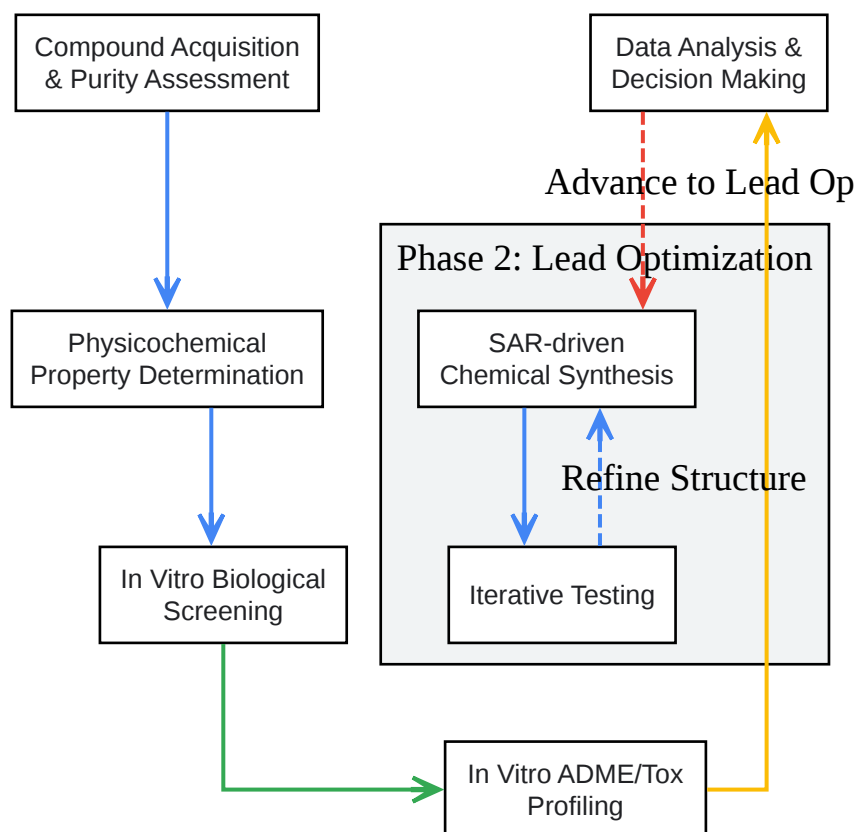 Compound Acquisition
& Purity Assessment
Data Analysis &
Decision Making
Advance to Lead Op
Phase 2: Lead Optimization
Physicochemical
Property Determination
SAR-driven
Chemical Synthesis
Refine Structure
In Vitro Biological
Screening
Iterative Testing
In Vitro ADME/Tox
Profiling